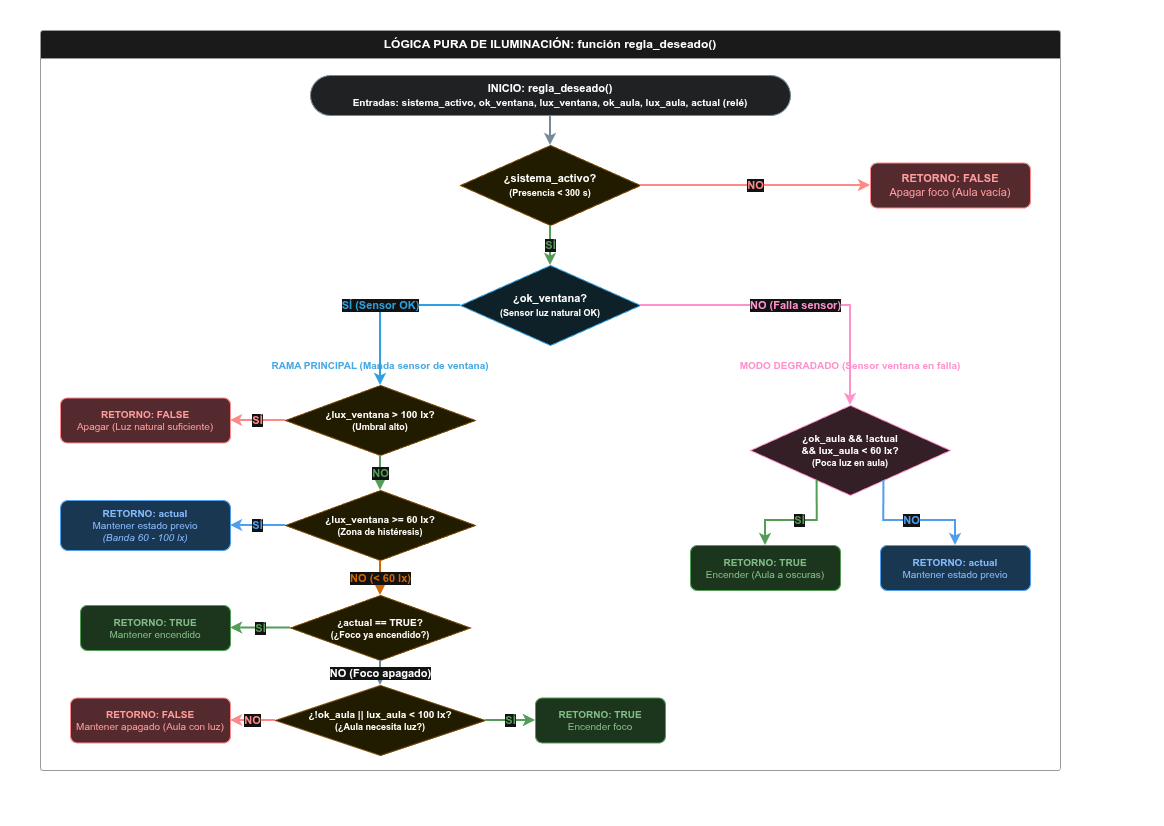 LÓGICA PURA DE ILUMINACIÓN: función regla_deseado()
INICIO: regla_deseado()
Entradas: sistema_activo, ok_ventana, lux_ventana, ok_aula, lux_aula, actual (relé)
¿sistema_activo?
(Presencia < 300 s)
NO
RETORNO: FALSE
Apagar foco (Aula vacía)
SÍ
¿ok_ventana?
(Sensor luz natural OK)
SÍ (Sensor OK)
NO (Falla sensor)
RAMA PRINCIPAL (Manda sensor de ventana)
MODO DEGRADADO (Sensor ventana en falla)
¿lux_ventana > 100 lx?
(Umbral alto)
SÍ
RETORNO: FALSE
Apagar (Luz natural suficiente)
NO
¿ok_aula && !actual
&& lux_aula < 60 lx?
(Poca luz en aula)
SÍ
NO
RETORNO: TRUE
Encender (Aula a oscuras)
RETORNO: actual
Mantener estado previo
¿lux_ventana >= 60 lx?
(Zona de histéresis)
SÍ
RETORNO: actual
Mantener estado previo
(Banda 60 - 100 lx)
NO (< 60 lx)
¿actual == TRUE?
(¿Foco ya encendido?)
SÍ
RETORNO: TRUE
Mantener encendido
NO (Foco apagado)
¿!ok_aula || lux_aula < 100 lx?
(¿Aula necesita luz?)
NO
RETORNO: FALSE
Mantener apagado (Aula con luz)
SÍ
RETORNO: TRUE
Encender foco